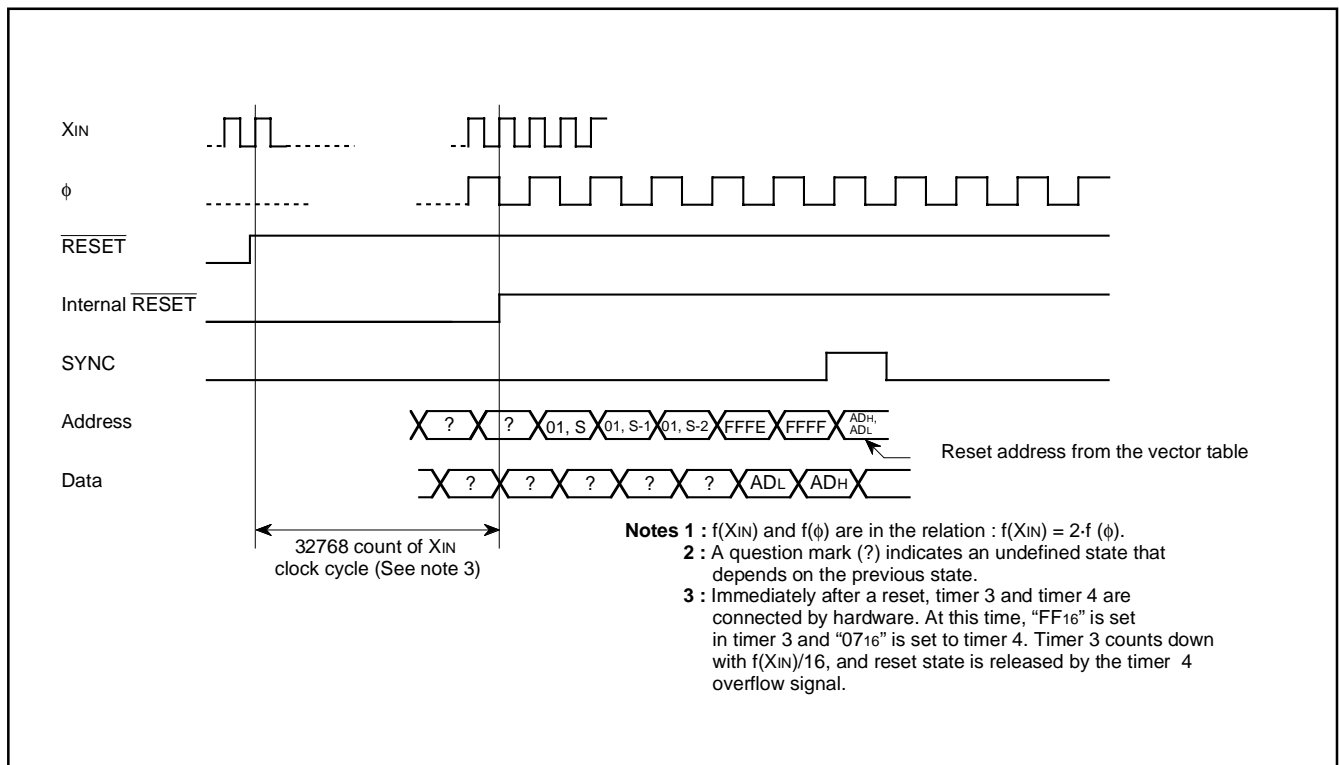 XIN
ϕ
RESET
Internal RESET
SYNC
Address
? ? 01, S 01, S-1 01, S-2 FFFE FFFF ADH,
ADL
Reset address from the vector table
Data
? ? ? ? ? ADL ADH
32768 count of XIN
clock cycle (See note 3)
Notes 1 : f(XIN) and f(ϕ) are in the relation : f(XIN) = 2·f (ϕ).
2 : A question mark (?) indicates an undefined state that
depends on the previous state.
3 : Immediately after a reset, timer 3 and timer 4 are
connected by hardware. At this time, “FF16” is set
in timer 3 and “0716” is set to timer 4. Timer 3 counts down
with f(XIN)/16, and reset state is released by the timer 4
overflow signal.